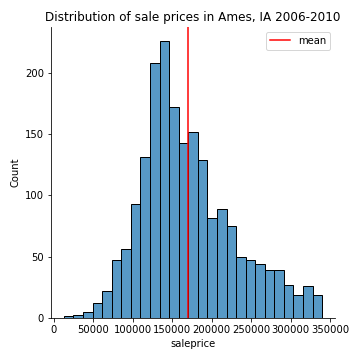 Distribution of sale prices in Ames, IA 2006-2010
mean
200
150
100
50
0
Count
0 50000 100000 150000 200000 250000 300000 350000
saleprice